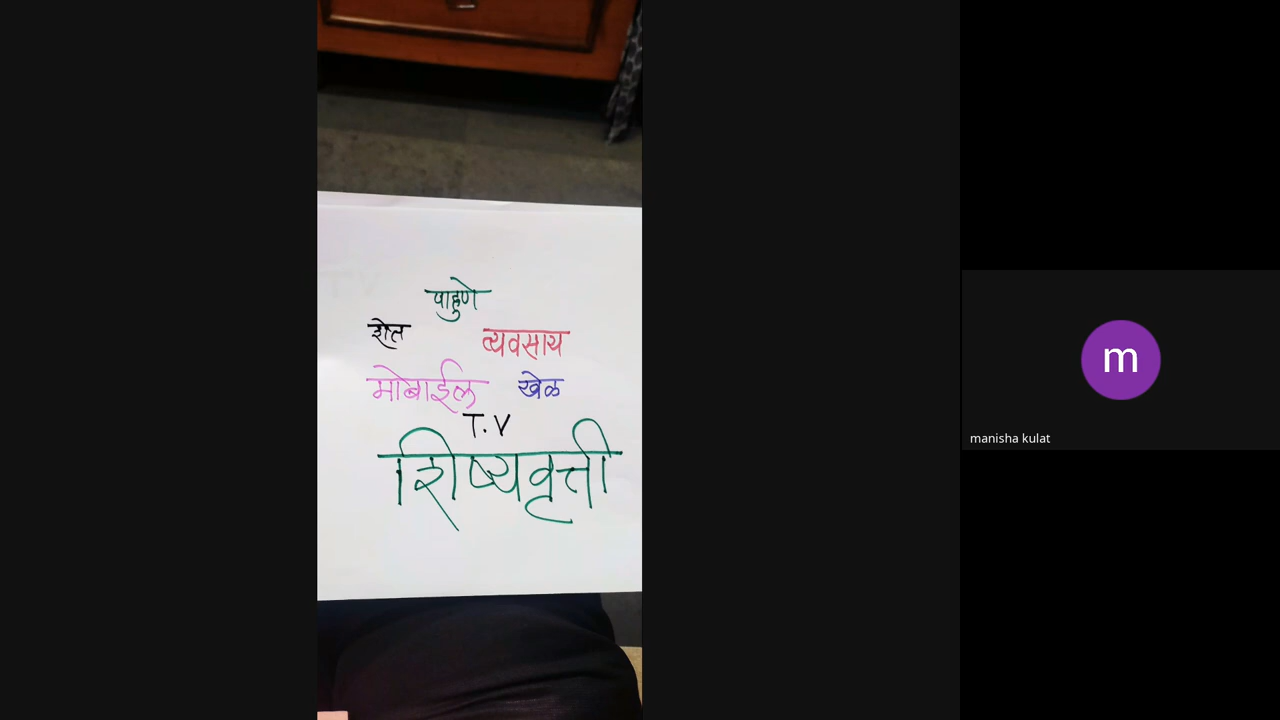 पाहुणे
शेत व्यवसाय
मोबाईल खेळ
T.V
शिष्यवृत्ती
m
manisha kulat